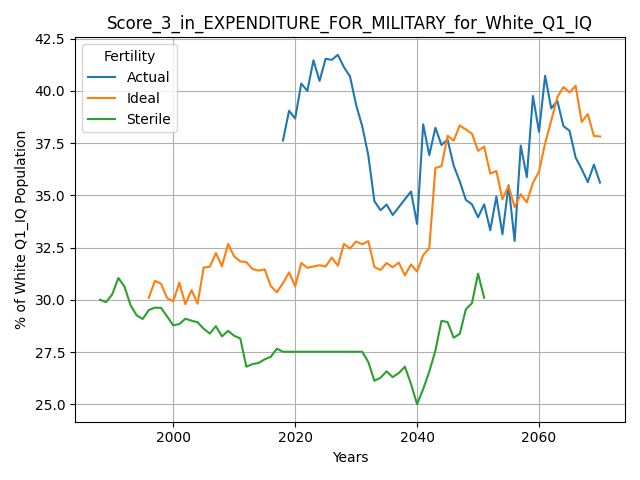 Score_3_in_EXPENDITURE_FOR_MILITARY_for_White_Q1_IQ
Fertility
Actual
Ideal
Sterile
% of White Q1_IQ Population
42.5
40.0
37.5
35.0
32.5
30.0
27.5
25.0
2000 2020 2040 2060
Years